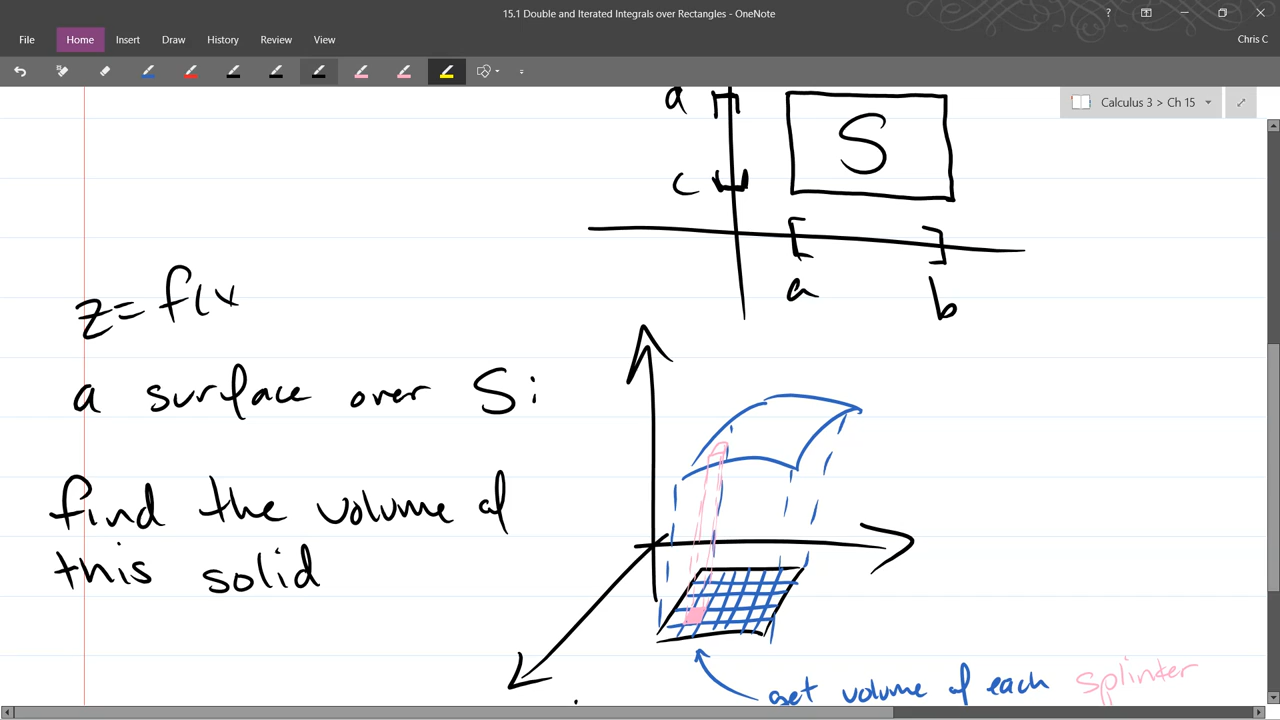 15.1 Double and Iterated Integrals over Rectangles - OneNote
?
File Home Insert Draw History Review View
Chris C
Calculus 3 > Ch 15
d
S
c
a b
z = f(x
a surface over S:
find the volume of
this solid
get volume of each splinter